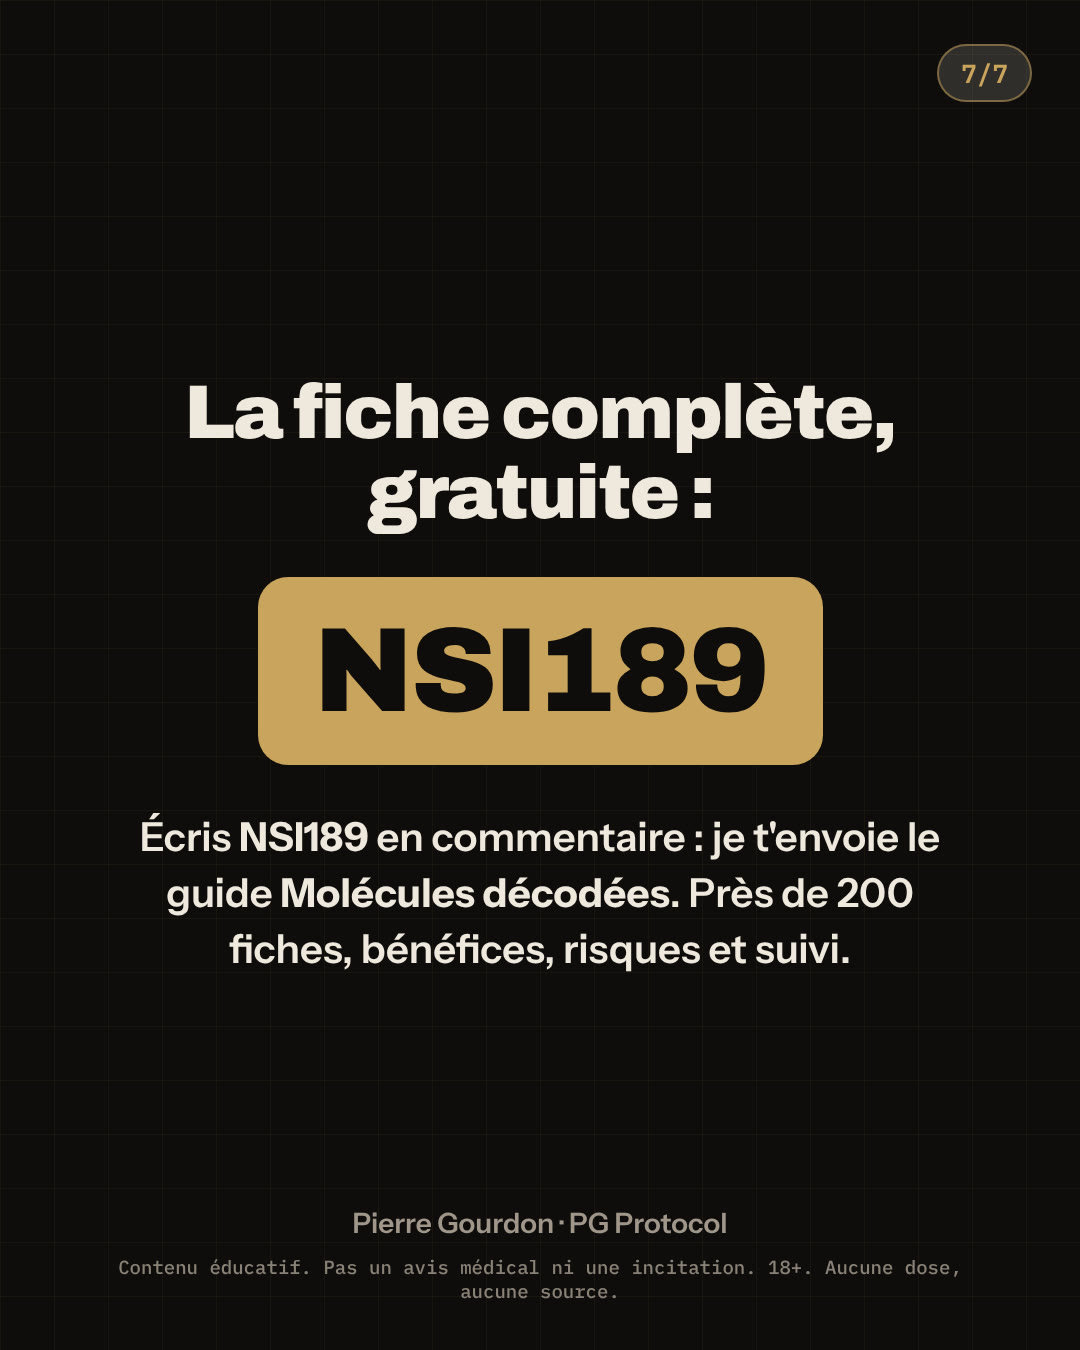 7/7
La fiche complète,
gratuite :
NSI189
Écris NSI189 en commentaire : je t'envoie le
guide Molécules décodées. Près de 200
fiches, bénéfices, risques et suivi.
Pierre Gourdon · PG Protocol
Contenu éducatif. Pas un avis médical ni une incitation. 18+. Aucune dose,
aucune source.